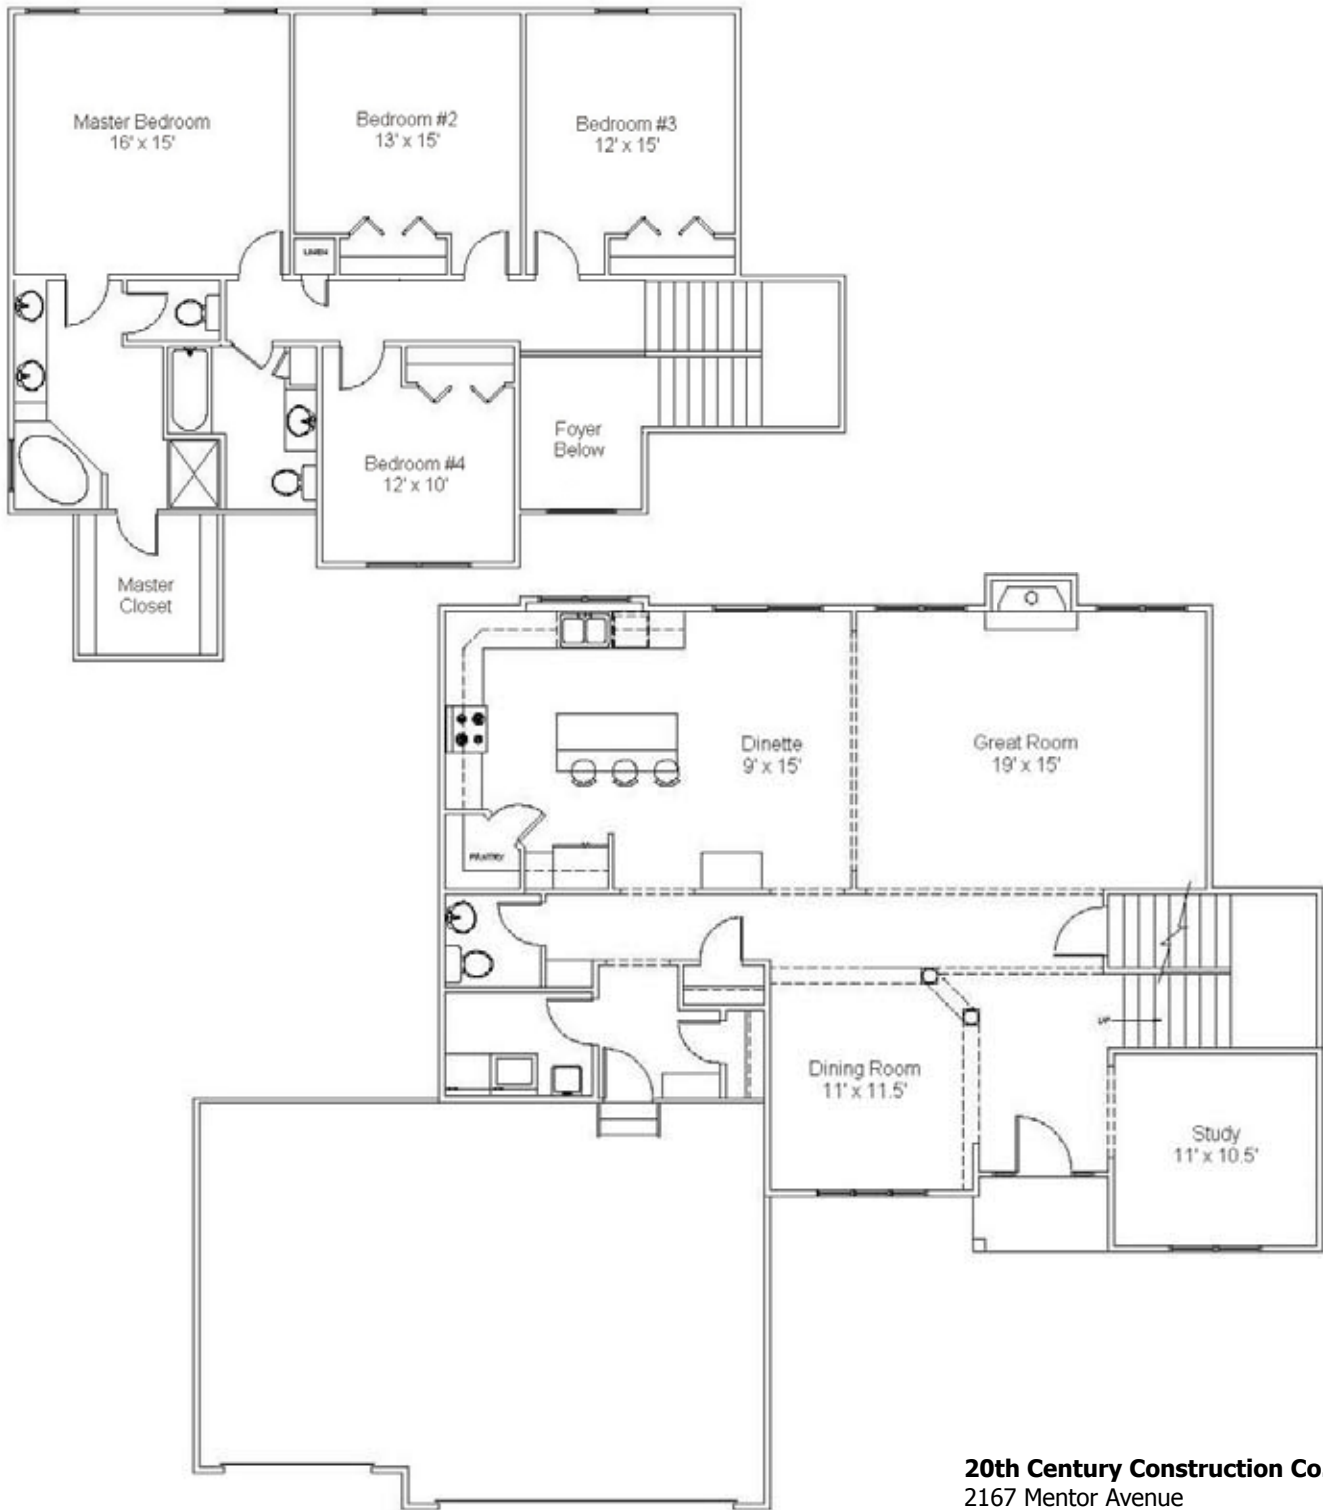 Master Bedroom
16' x 15'
Bedroom #2
13' x 15'
Bedroom #3
12' x 15'
LINEN
Foyer
Below
Bedroom #4
12' x 10'
Master
Closet
Dinette
9' x 15'
Great Room
19' x 15'
PANTRY
UP
Dining Room
11' x 11.5'
Study
11' x 10.5'
20th Century Construction Co.
2167 Mentor Avenue